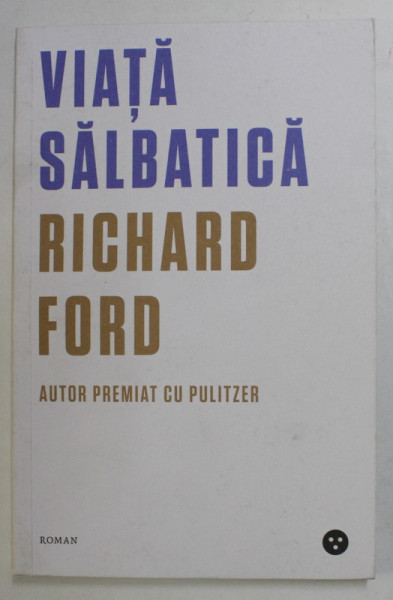 VIAȚĂ
SĂLBATICĂ
RICHARD
FORD
AUTOR PREMIAT CU PULITZER
ROMAN